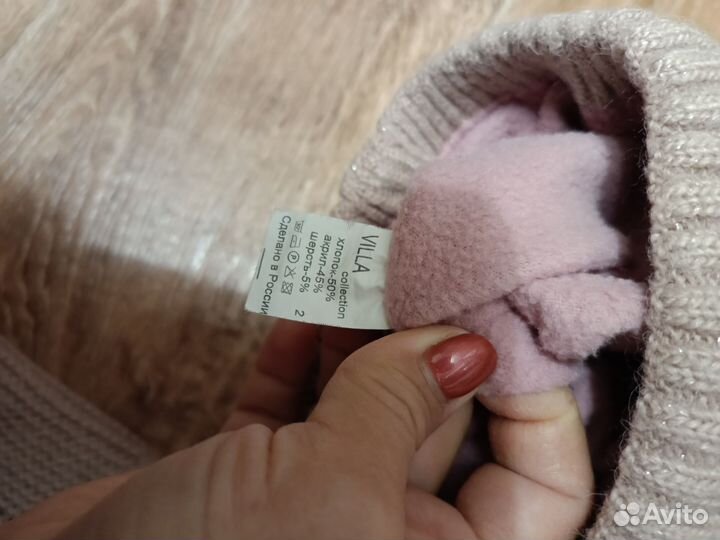 VILLA
collection
хлопок-50%
акрил-45%
шерсть-5%
2
Сделано в России
Avito